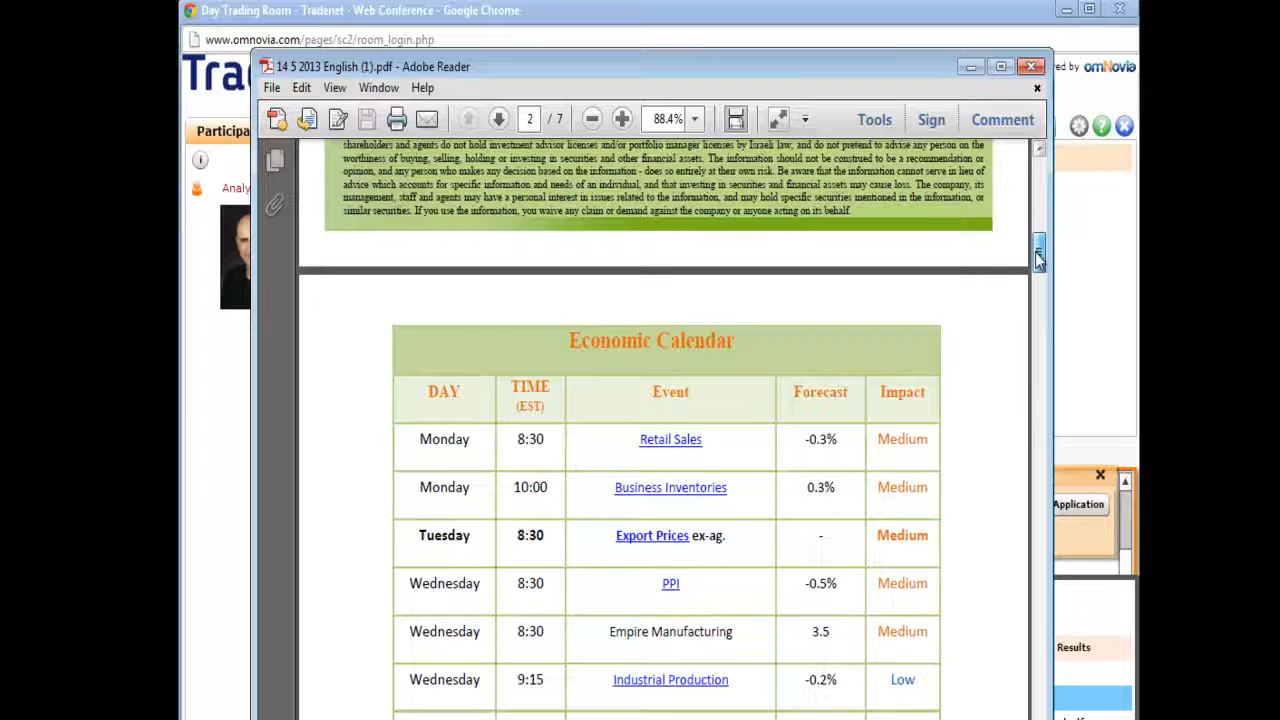 Day Trading Room - Tradenet - Web Conference - Google Chrome
www.omnovia.com/pages/sc2/room_login.php
Trad
ed by omNovia
14 5 2013 English (1).pdf - Adobe Reader
File Edit View Window Help
2 / 7 88.4% Tools Sign Comment
Participa
Analy
shareholders and agents do not hold investment advisor licenses and/or portfolio manager licenses by Israeli law, and do not pretend to advise any person on the
worthiness of buying, selling, holding or investing in securities and other financial assets. The information should not be construed to be a recommendation or
opinion, and any person who makes any decision based on the information - does so entirely at their own risk. Be aware that the information cannot serve in lieu of
advice which accounts for specific information and needs of an individual, and that investing in securities and financial assets may cause loss. The company, its
management, staff and agents may have a personal interest in issues related to the information, and may hold specific securities mentioned in the information, or
similar securities. If you use the information, you waive any claim or demand against the company or anyone acting on its behalf.
Economic Calendar
DAY TIME (EST) Event Forecast Impact
Monday 8:30 Retail Sales -0.3% Medium
Monday 10:00 Business Inventories 0.3% Medium
Tuesday 8:30 Export Prices ex-ag. - Medium
Wednesday 8:30 PPI -0.5% Medium
Wednesday 8:30 Empire Manufacturing 3.5 Medium
Wednesday 9:15 Industrial Production -0.2% Low
Application
Results